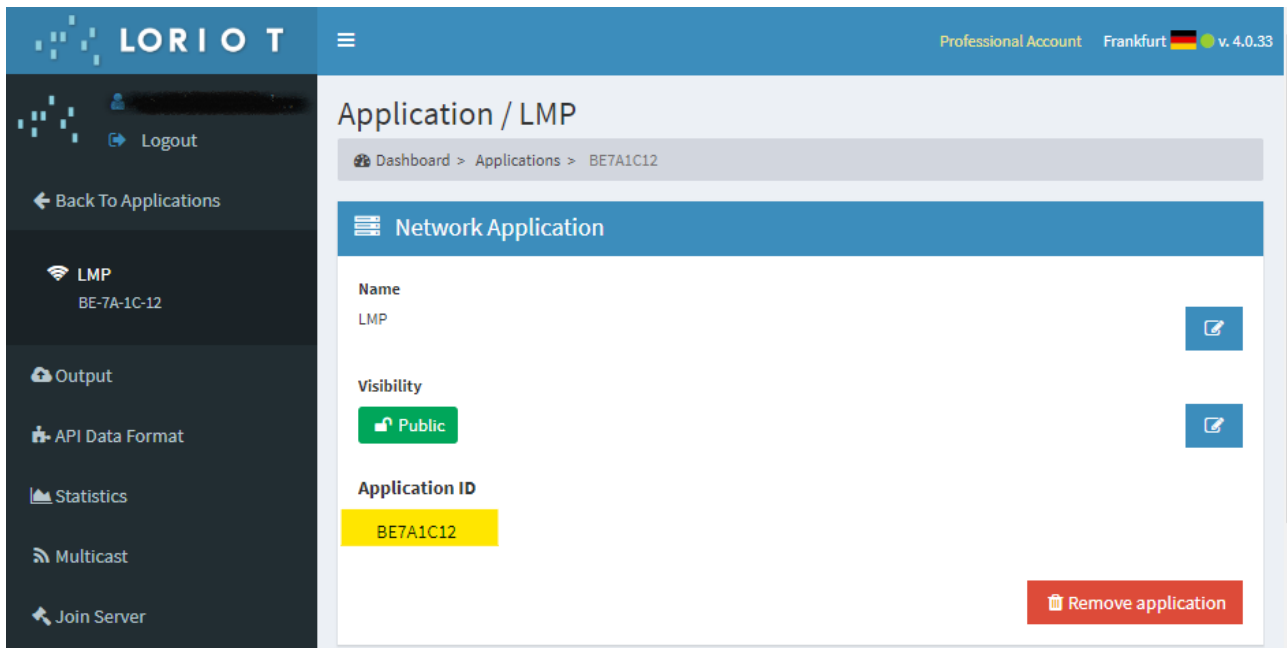 LORIOT
Professional Account Frankfurt v. 4.0.33
Logout
Back To Applications
LMP
BE-7A-1C-12
Output
API Data Format
Statistics
Multicast
Join Server
Application / LMP
Dashboard > Applications > BE7A1C12
Network Application
Name
LMP
Visibility
Public
Application ID
BE7A1C12
Remove application